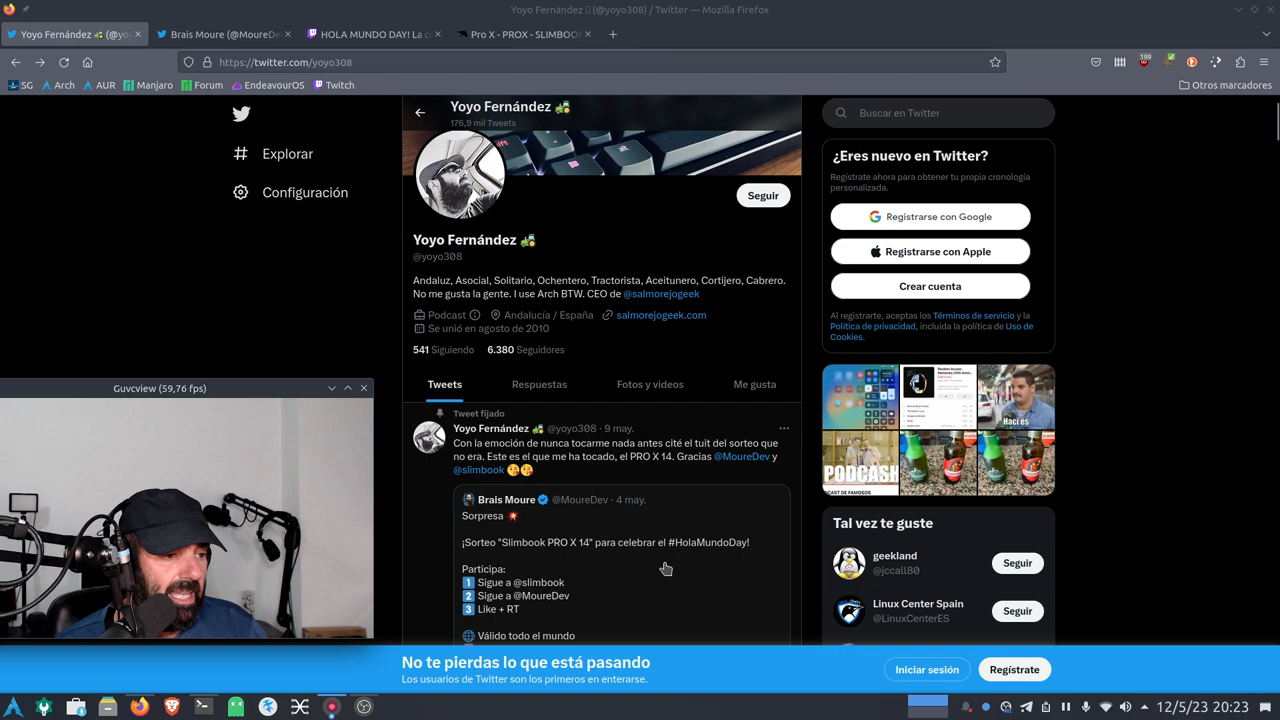 Yoyo Fernández (@yoyo308) / Twitter — Mozilla Firefox
Yoyo Fernández 🚜 (@yoy
Brais Moure (@MoureDe
HOLA MUNDO DAY! La c
Pro X - PROX - SLIMBOOK
https://twitter.com/yoyo308
SG
Arch
AUR
Manjaro
Forum
EndeavourOS
Twitch
Otros marcadores
Explorar
Configuración
Yoyo Fernández 🚜
176,9 mil Tweets
Seguir
Yoyo Fernández 🚜
@yoyo308
Andaluz, Asocial, Solitario, Ochentero, Tractorista, Aceitunero, Cortijero, Cabrero.
No me gusta la gente. I use Arch BTW. CEO de @salmorejogeek
Podcast Andalucía / España salmorejogeek.com
Se unió en agosto de 2010
541 Siguiendo 6.380 Seguidores
Tweets Respuestas Fotos y videos Me gusta
Tweet fijado
Yoyo Fernández 🚜 @yoyo308 · 9 may.
Con la emoción de nunca tocarme nada antes cité el tuit del sorteo que
no era. Este es el que me ha tocado, el PRO X 14. Gracias @MoureDev y
@slimbook 😘😘
Brais Moure @MoureDev · 4 may.
Sorpresa 💥
¡Sorteo "Slimbook PRO X 14" para celebrar el #HolaMundoDay!
Participa:
1️⃣ Sigue a @slimbook
2️⃣ Sigue a @MoureDev
3️⃣ Like + RT
🌐 Válido todo el mundo
Buscar en Twitter
¿Eres nuevo en Twitter?
Regístrate ahora para obtener tu propia cronología
personalizada.
Registrarse con Google
Registrarse con Apple
Crear cuenta
Al registrarte, aceptas los Términos de servicio y la
Política de privacidad, incluida la política de Uso de
Cookies.
Haci es
PODCASH
CAST DE FAMOSOS
Tal vez te guste
geekland
@jccall80
Seguir
Linux Center Spain
@LinuxCenterES
Seguir
Guvcview (59,76 fps)
No te pierdas lo que está pasando
Los usuarios de Twitter son los primeros en enterarse.
Iniciar sesión
Regístrate
12/5/23 20:23